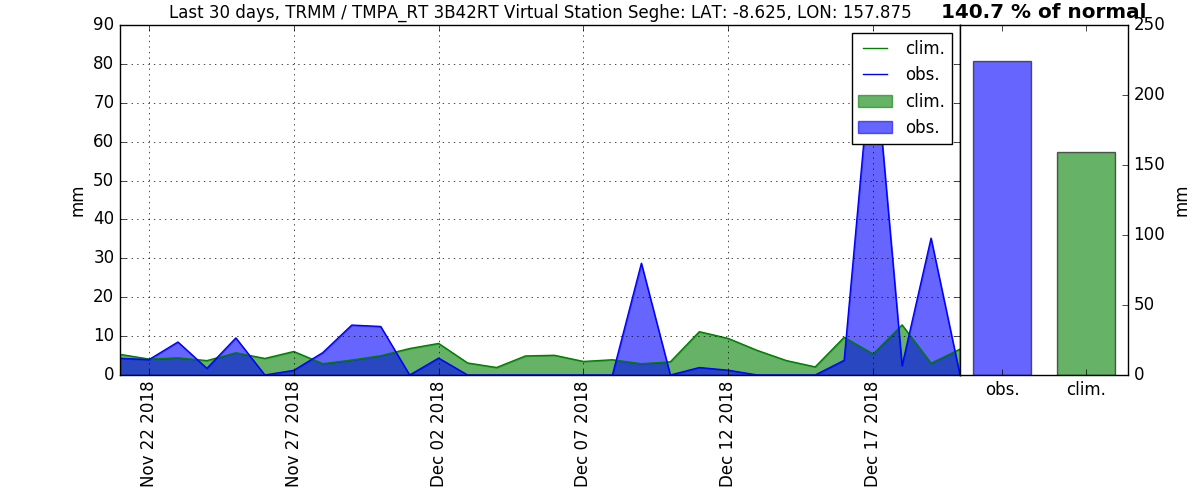 Last 30 days, TRMM / TMPA_RT 3B42RT Virtual Station Seghe: LAT: -8.625, LON: 157.875
140.7 % of normal
90
80
70
60
50
40
30
20
10
0
mm
clim.
obs.
clim.
obs.
250
200
150
100
50
0
mm
Nov 22 2018
Nov 27 2018
Dec 02 2018
Dec 07 2018
Dec 12 2018
Dec 17 2018
obs.
clim.